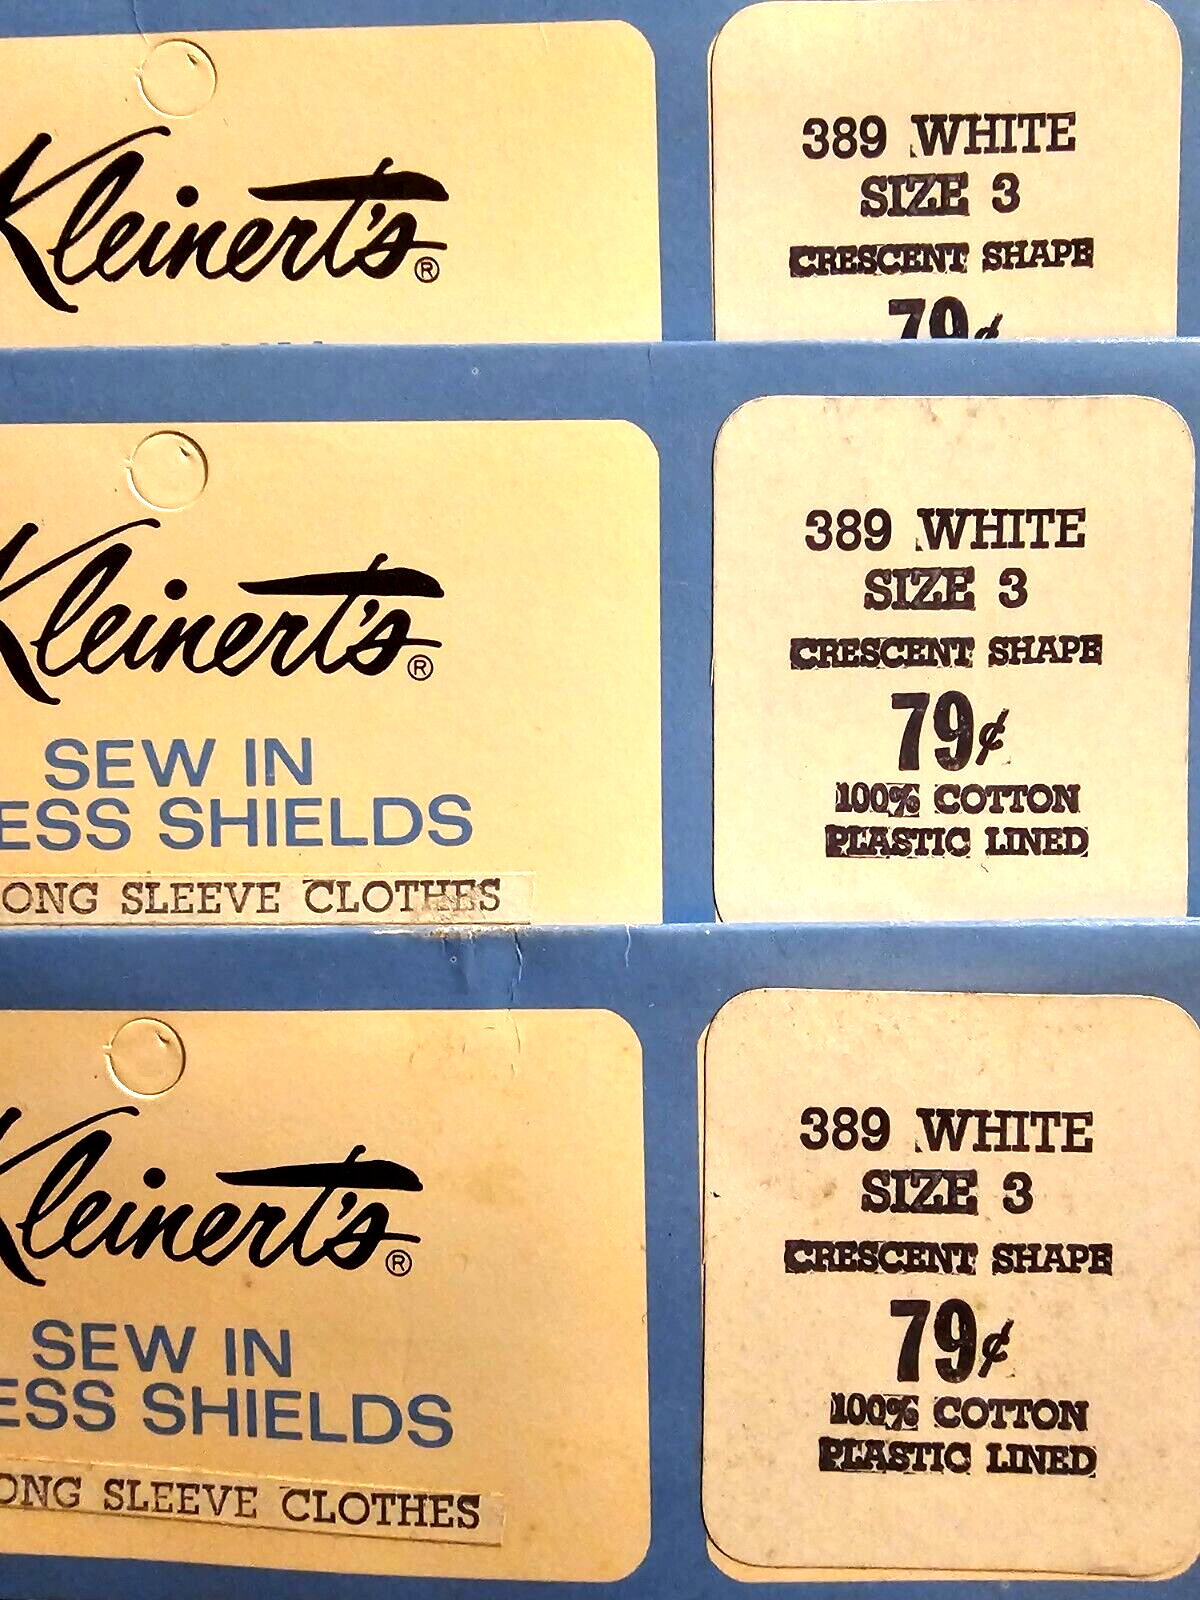 Kleinert's®
389 WHITE
SIZE 3
CRESCENT SHAPE
79¢
Kleinert's®
SEW IN
ESS SHIELDS
ONG SLEEVE CLOTHES
389 WHITE
SIZE 3
CRESCENT SHAPE
79¢
100% COTTON
PLASTIC LINED
Kleinert's®
SEW IN
ESS SHIELDS
ONG SLEEVE CLOTHES
389 WHITE
SIZE 3
CRESCENT SHAPE
79¢
100% COTTON
PLASTIC LINED